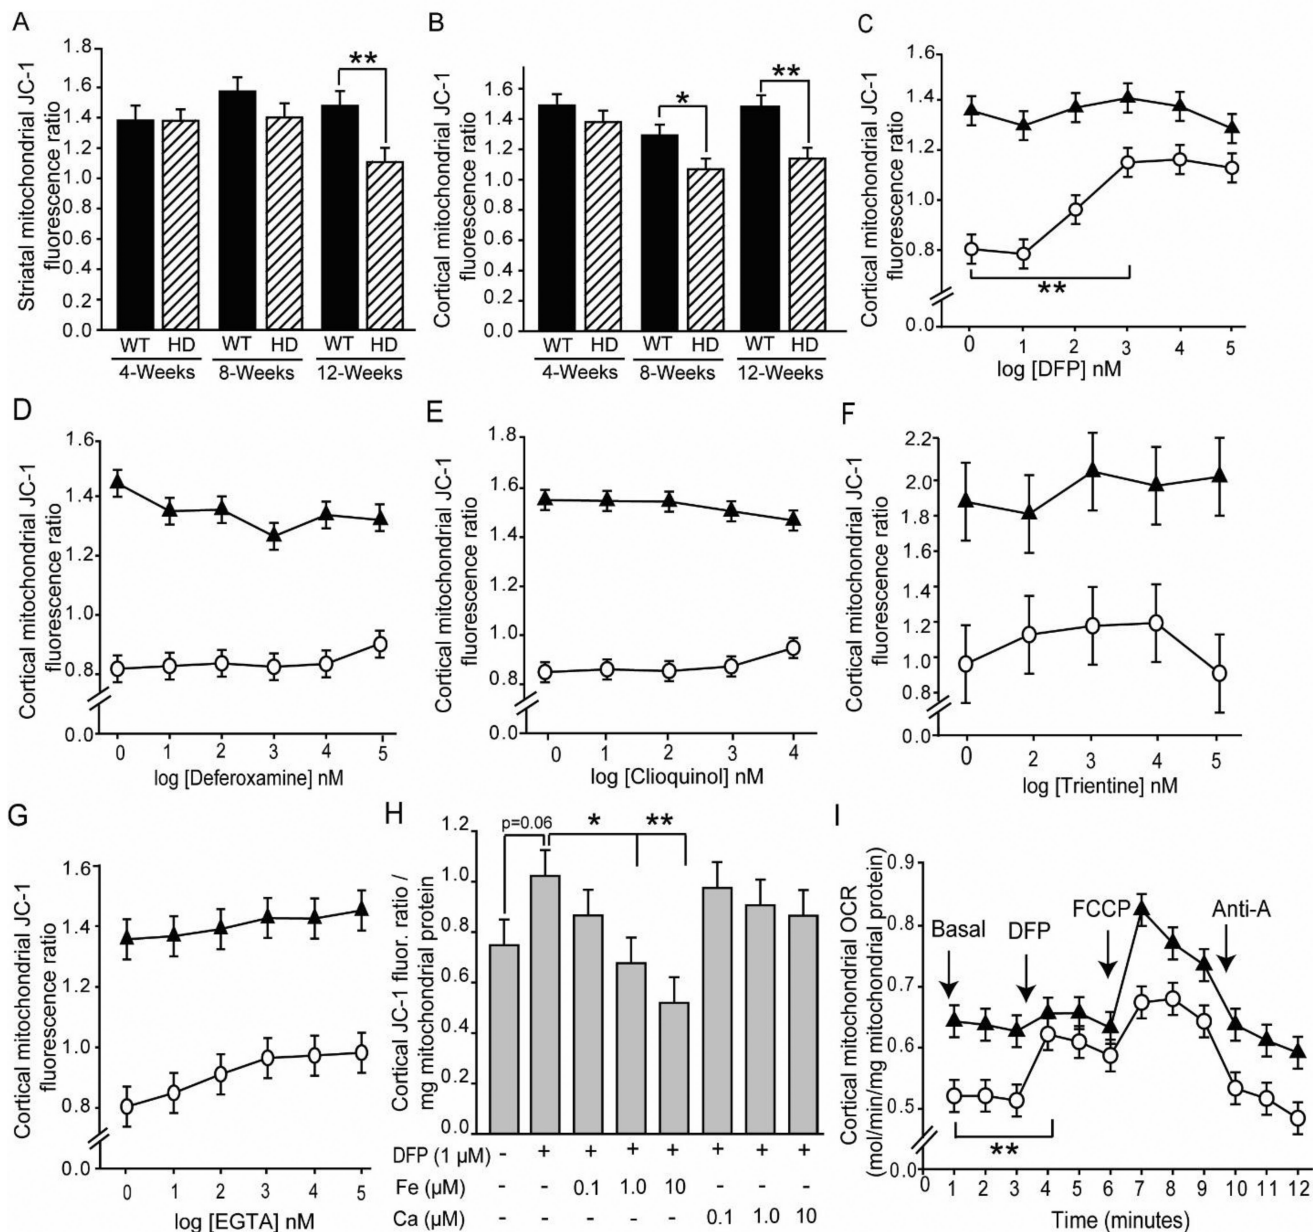 A
Striatal mitochondrial JC-1
fluorescence ratio
1.8
1.6
1.4
1.2
1.0
1.8
1.6
1.4
0.2
0.0
**
WT HD WT HD WT HD
4-Weeks 8-Weeks 12-Weeks
B
Cortical mitochondrial JC-1
fluorescence ratio
1.6
1.4
1.2
1.0
0.8
0.6
0.4
0.2
0.0
*
**
WT HD WT HD WT HD
4-Weeks 8-Weeks 12-Weeks
C
Cortical mitochondrial JC-1
fluorescence ratio
1.6
1.4
1.2
1.0
0.8
0.0
**
0 1 2 3 4 5
log [DFP] nM
D
Cortical mitochondrial JC-1
fluorescence ratio
1.6
1.4
1.2
1.0
0.8
0.0
0 1 2 3 4 5
log [Deferoxamine] nM
E
Cortical mitochondrial JC-1
fluorescence ratio
1.8
1.6
1.4
1.2
1.0
0.8
0.0
0 1 2 3 4
log [Clioquinol] nM
F
Cortical mitochondrial JC-1
fluorescence ratio
2.2
2.0
1.8
1.6
1.4
1.2
1.0
0.8
0.0
0 2 3 4 5
log [Trientine] nM
G
Cortical mitochondrial JC-1
fluorescence ratio
1.6
1.4
1.2
1.0
0.8
0.0
0 1 2 3 4 5
log [EGTA] nM
H
Cortical JC-1 fluor. ratio /
mg mitochondrial protein
1.2
1.0
0.8
0.6
0.4
0.2
0.0
p=0.06
*
**
DFP (1 µM) - + + + + + + +
Fe (µM) - - 0.1 1.0 10 - - -
Ca (µM) - - - - - 0.1 1.0 10
I
Cortical mitochondrial OCR
(mol/min/mg mitochondrial protein)
0.9
0.8
0.7
0.6
0.5
0.0
Basal
DFP
FCCP
Anti-A
**
1 2 3 4 5 6 7 8 9 10 11 12
Time (minutes)